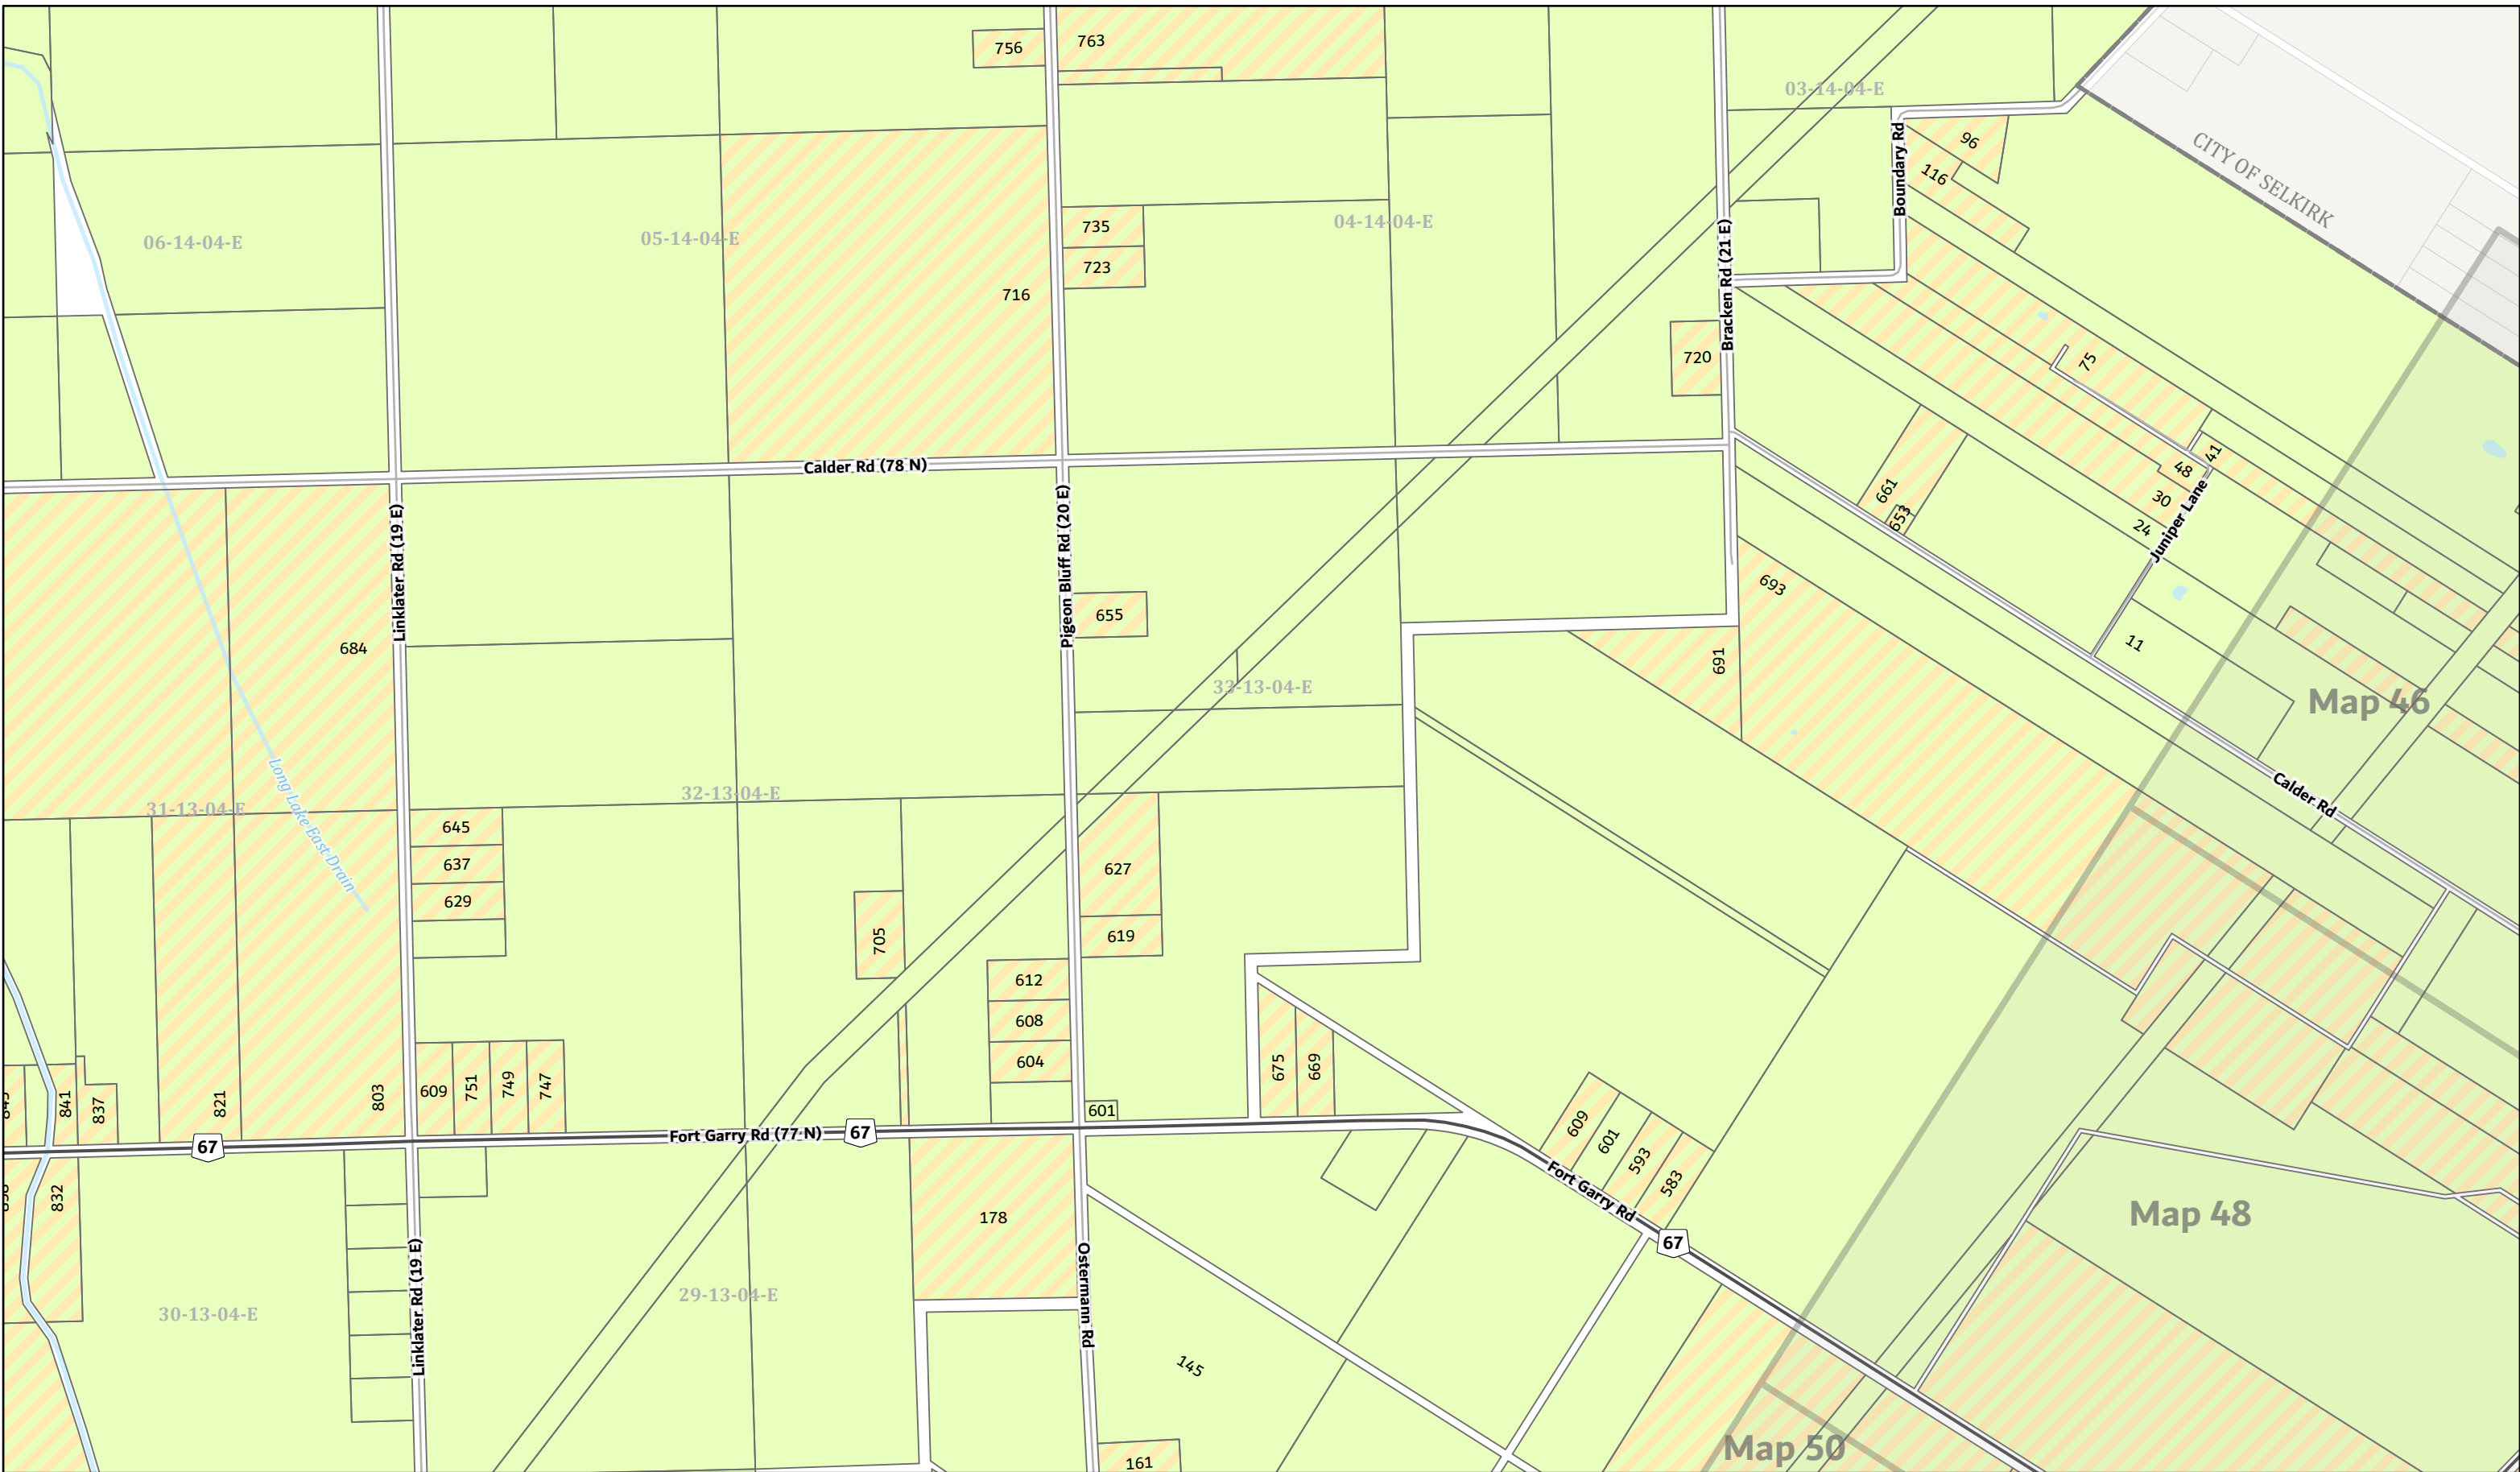 756
763
03-14-04-E
96
116
Boundary Rd
CITY OF SELKIRK
06-14-04-E
05-14-04-E
735
04-14-04-E
723
716
Bracken Rd (21 E)
720
75
41
48
30
24
Juniper Lane
661
653
Calder Rd (78 N)
Linklater Rd (19 E)
Pigeon Bluff Rd (20 E)
693
655
684
691
11
33-13-04-E
Map 46
Long Lake East Drain
31-13-04-E
32-13-04-E
Calder Rd
645
637
629
627
619
705
612
608
604
601
675
669
609
751
749
747
803
821
841
837
67
Fort Garry Rd (77 N)
67
609
601
593
583
Fort Garry Rd
67
832
178
Map 48
Linklater Rd (19 E)
Ostermann Rd
30-13-04-E
29-13-04-E
145
161
Map 50